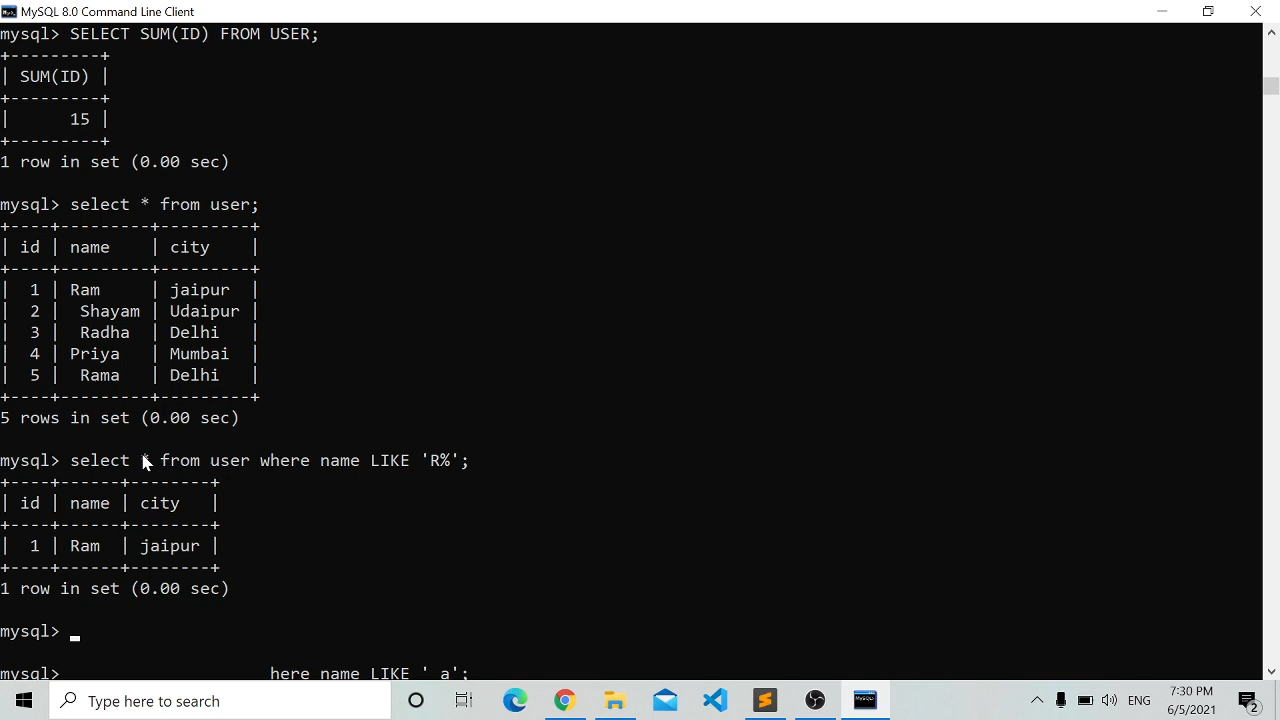 MySQL 8.0 Command Line Client
mysql> SELECT SUM(ID) FROM USER;
+---------+
| SUM(ID) |
+---------+
|      15 |
+---------+
1 row in set (0.00 sec)
mysql> select * from user;
+----+---------+---------+
| id | name    | city    |
+----+---------+---------+
|  1 | Ram     | jaipur  |
|  2 |  Shayam | Udaipur |
|  3 |  Radha  | Delhi   |
|  4 | Priya   | Mumbai  |
|  5 |  Rama   | Delhi   |
+----+---------+---------+
5 rows in set (0.00 sec)
mysql> select * from user where name LIKE 'R%';
+----+------+--------+
| id | name | city   |
+----+------+--------+
|  1 | Ram  | jaipur |
+----+------+--------+
1 row in set (0.00 sec)
mysql> _
mysql>                     here name LIKE '_a';
Type here to search
ENG
7:30 PM
6/5/2021
2